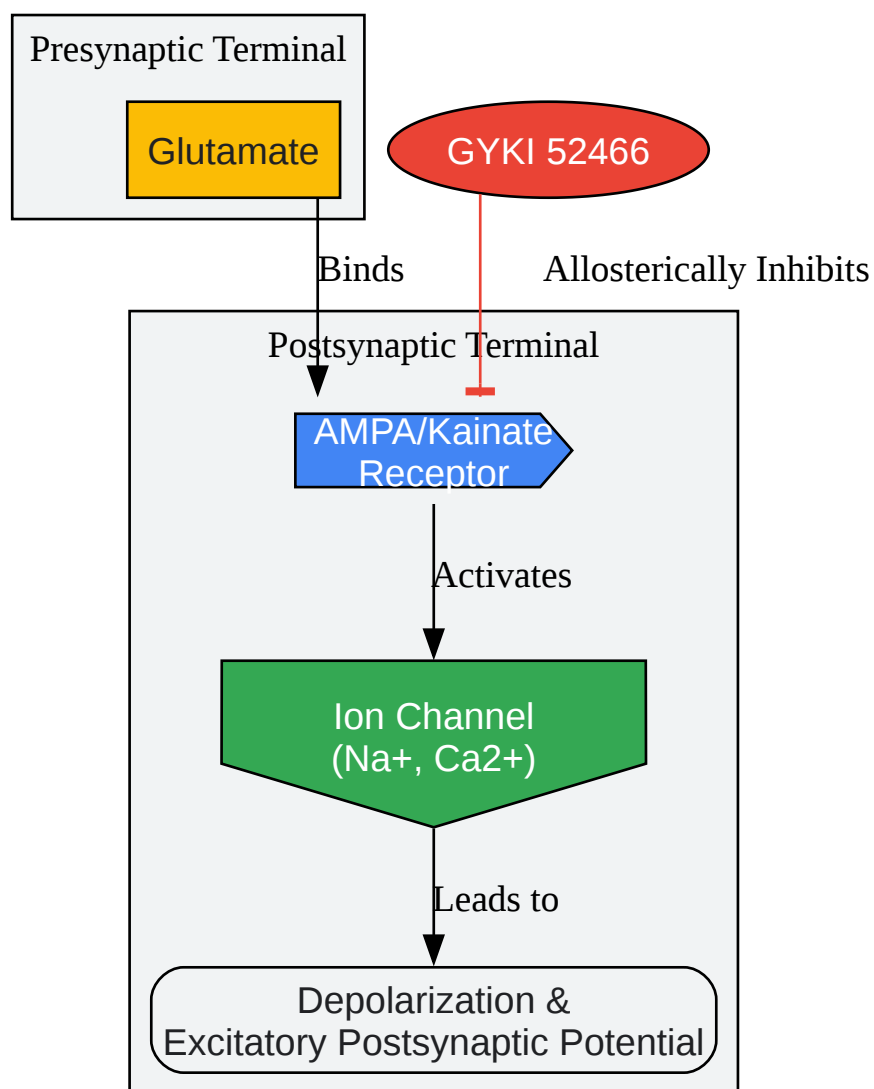 Presynaptic Terminal
Glutamate
GYKI 52466
Binds
Allosterically Inhibits
Postsynaptic Terminal
AMPA/Kainate
Receptor
Activates
Ion Channel
(Na+, Ca2+)
Leads to
Depolarization &
Excitatory Postsynaptic Potential